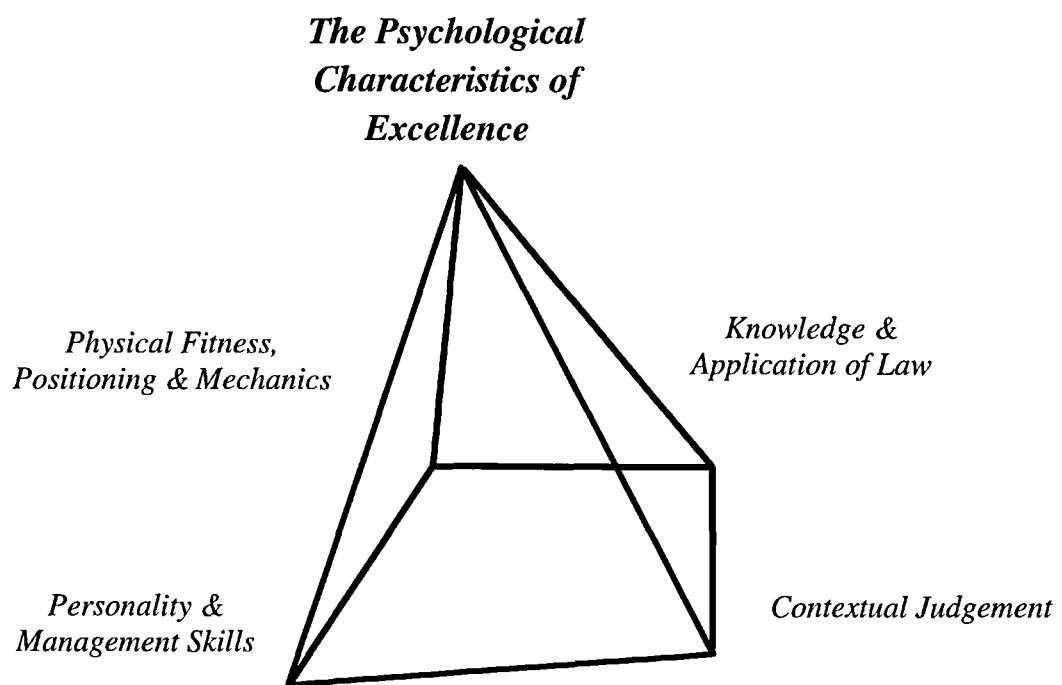 The Psychological
Characteristics of
Excellence
Physical Fitness,
Positioning & Mechanics
Knowledge &
Application of Law
Personality &
Management Skills
Contextual Judgement